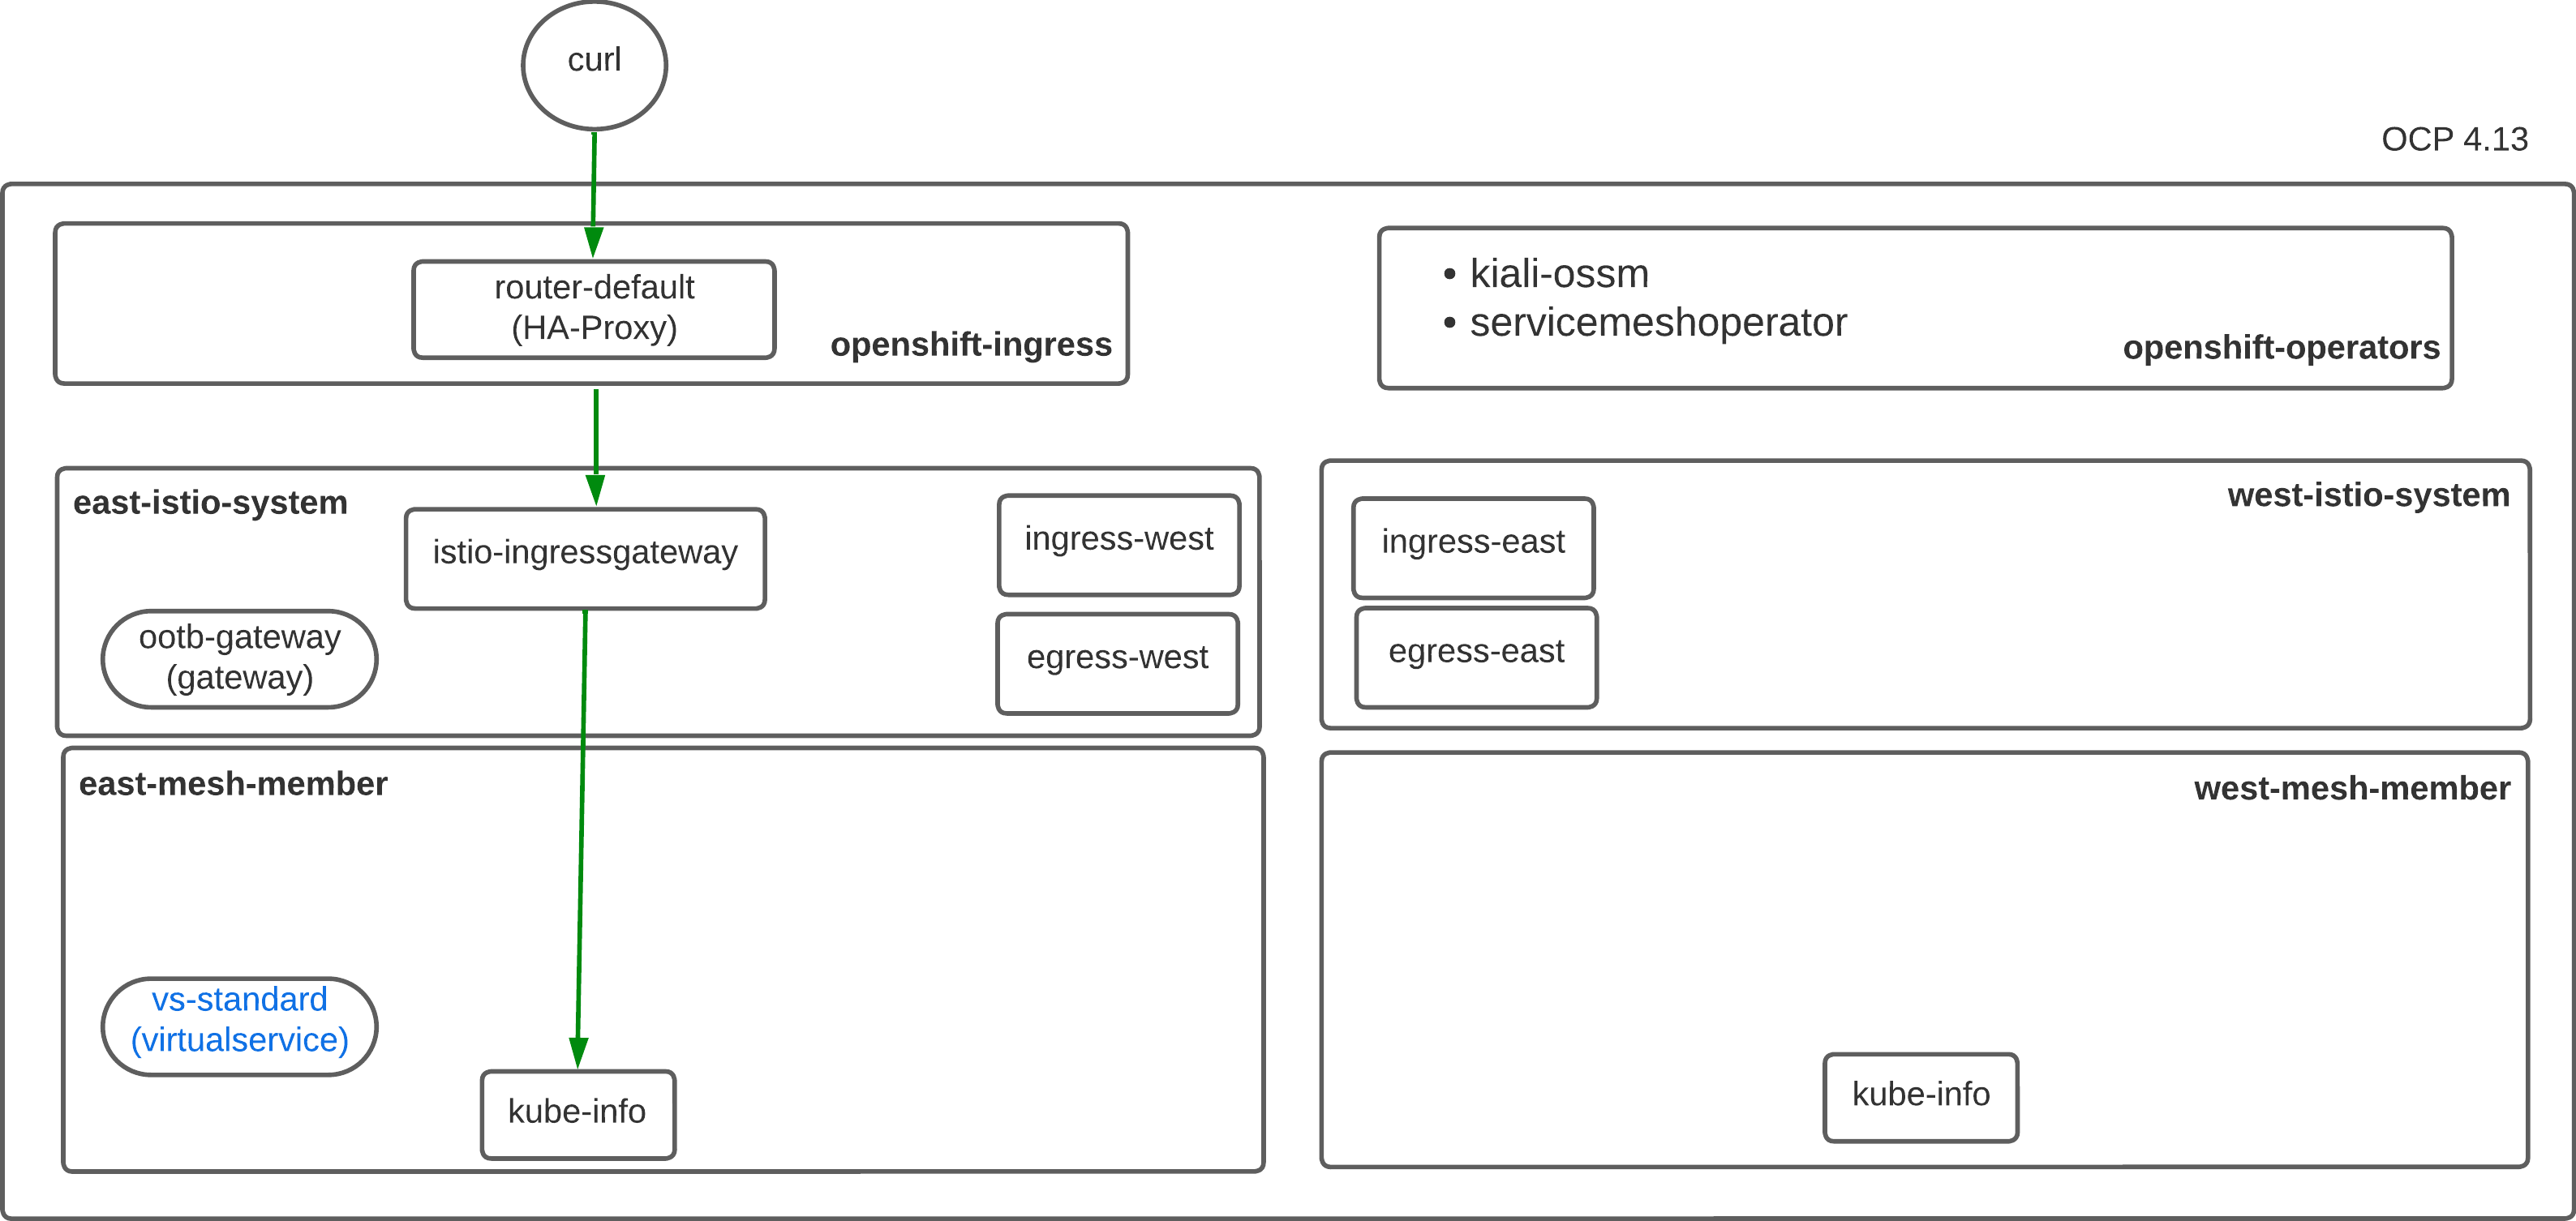 curl
OCP 4.13
router-default
(HA-Proxy)
openshift-ingress
• kiali-ossm
• servicemeshoperator
openshift-operators
east-istio-system
istio-ingressgateway
ingress-west
ootb-gateway
(gateway)
egress-west
west-istio-system
ingress-east
egress-east
east-mesh-member
vs-standard
(virtualservice)
kube-info
west-mesh-member
kube-info